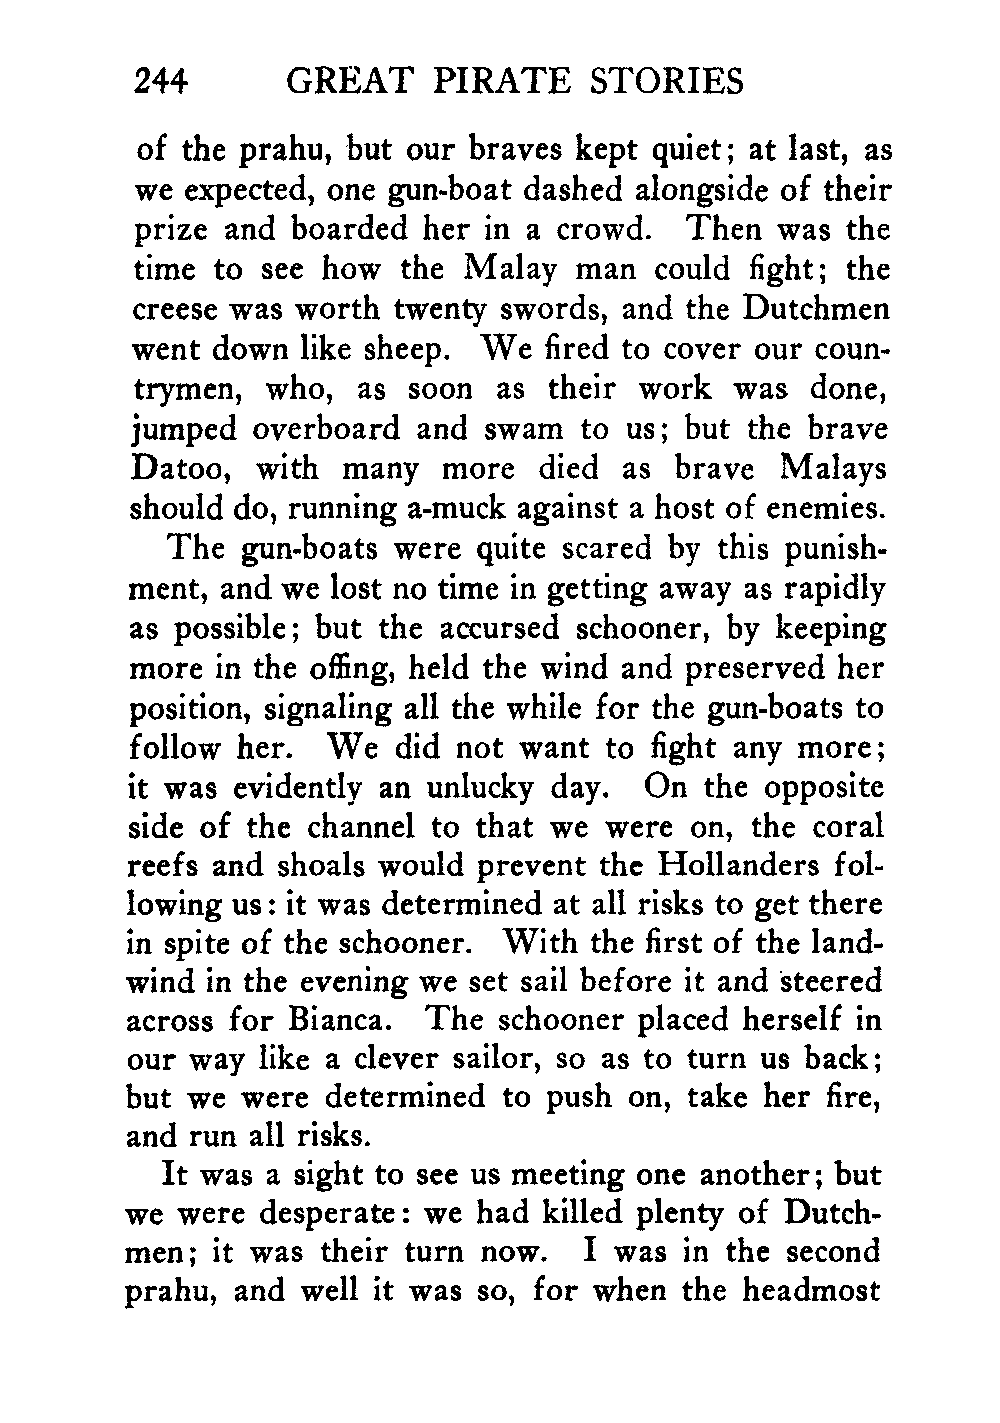 244 GREAT PIRATE STORIES
of the prahu, but our braves kept quiet; at last, as
we expected, one gun-boat dashed alongside of their
prize and boarded her in a crowd. Then was the
time to see how the Malay man could fight; the
creese was worth twenty swords, and the Dutchmen
went down like sheep. We fired to cover our coun-
trymen, who, as soon as their work was done,
jumped overboard and swam to us; but the brave
Datoo, with many more died as brave Malays
should do, running a-muck against a host of enemies.
The gun-boats were quite scared by this punish-
ment, and we lost no time in getting away as rapidly
as possible; but the accursed schooner, by keeping
more in the offing, held the wind and preserved her
position, signaling all the while for the gun-boats to
follow her. We did not want to fight any more;
it was evidently an unlucky day. On the opposite
side of the channel to that we were on, the coral
reefs and shoals would prevent the Hollanders fol-
lowing us: it was determined at all risks to get there
in spite of the schooner. With the first of the land-
wind in the evening we set sail before it and steered
across for Bianca. The schooner placed herself in
our way like a clever sailor, so as to turn us back;
but we were determined to push on, take her fire,
and run all risks.
It was a sight to see us meeting one another; but
we were desperate: we had killed plenty of Dutch-
men; it was their turn now. I was in the second
prahu, and well it was so, for when the headmost